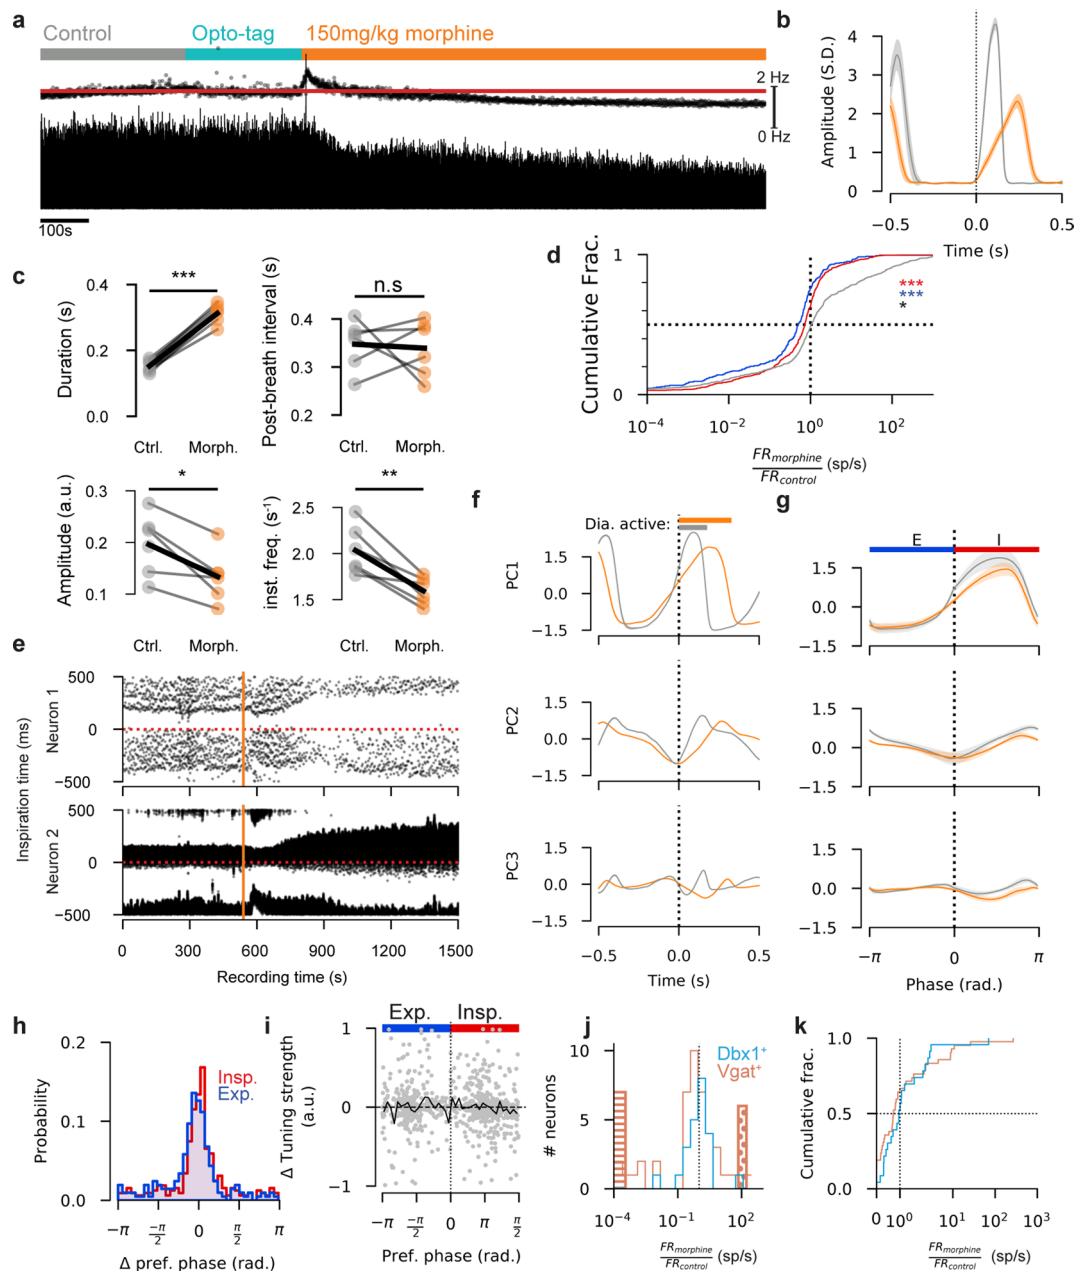 a
Control
Opto-tag
150mg/kg morphine
2 Hz
0 Hz
100s
b
Amplitude (S.D.)
4
3
2
1
0
−0.5
0.0
0.5
Time (s)
c
***
Duration (s)
0.4
0.2
0.0
Ctrl.
Morph.
n.s
Post-breath interval (s)
0.4
0.3
0.2
Ctrl.
Morph.
*
Amplitude (a.u.)
0.3
0.2
0.1
Ctrl.
Morph.
**
inst. freq. (s⁻¹)
2.5
2.0
1.5
Ctrl.
Morph.
d
Cumulative Frac.
1
0
***
***
*
10⁻⁴
10⁻²
10⁰
10²
FR_morphine
FR_control
(sp/s)
e
Inspiration time (ms)
Neuron 1
500
0
−500
Neuron 2
500
0
−500
0
300
600
900
1200
1500
Recording time (s)
f
Dia. active:
PC1
1.5
0.0
−1.5
PC2
1.5
0.0
−1.5
PC3
1.5
0.0
−1.5
−0.5
0.0
0.5
Time (s)
g
E
I
1.5
0.0
−1.5
1.5
0.0
−1.5
1.5
0.0
−1.5
−π
0
π
Phase (rad.)
h
Probability
0.2
0.1
0.0
Insp.
Exp.
−π
−π/2
0
π/2
π
Δ pref. phase (rad.)
i
Exp.
Insp.
Δ Tuning strength
(a.u.)
1
0
−1
−π
−π/2
0
π
π/2
Pref. phase (rad.)
j
# neurons
10
5
0
Dbx1⁺
Vgat⁺
10⁻⁴
10⁻¹
10²
FR_morphine
FR_control
(sp/s)
k
Cumulative frac.
1.0
0.5
0.0
0
10⁰
10¹
10³
FR_morphine
FR_control
(sp/s)